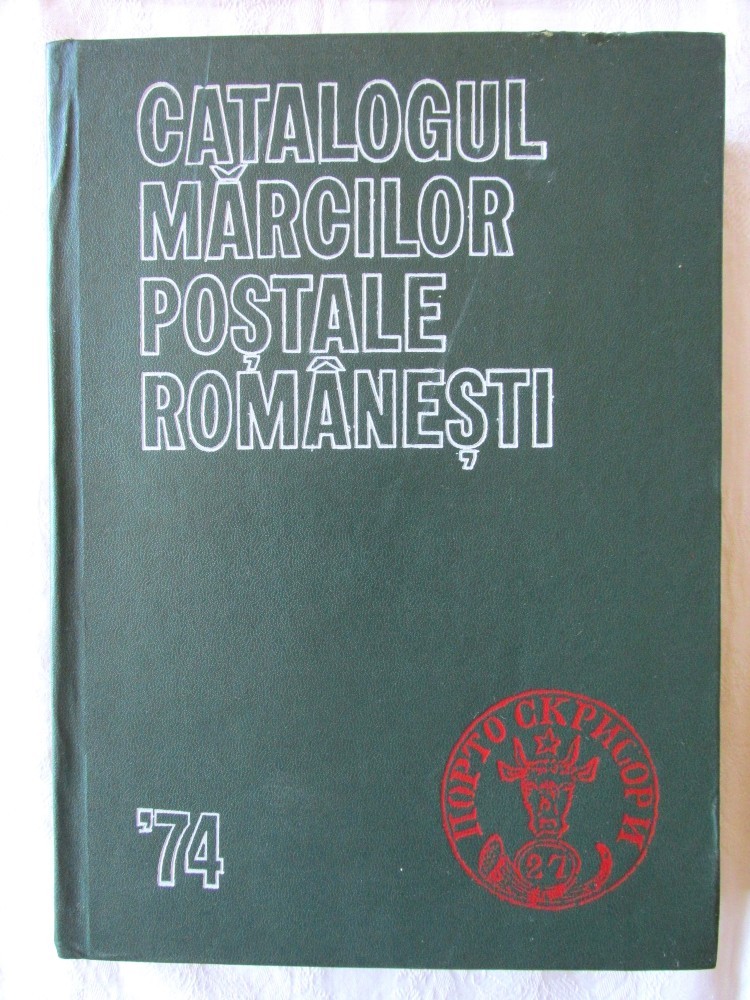 CATALOGUL
MĂRCILOR
POȘTALE
ROMÂNEȘTI
'74
ПОРТО СКРИСОРИ
27